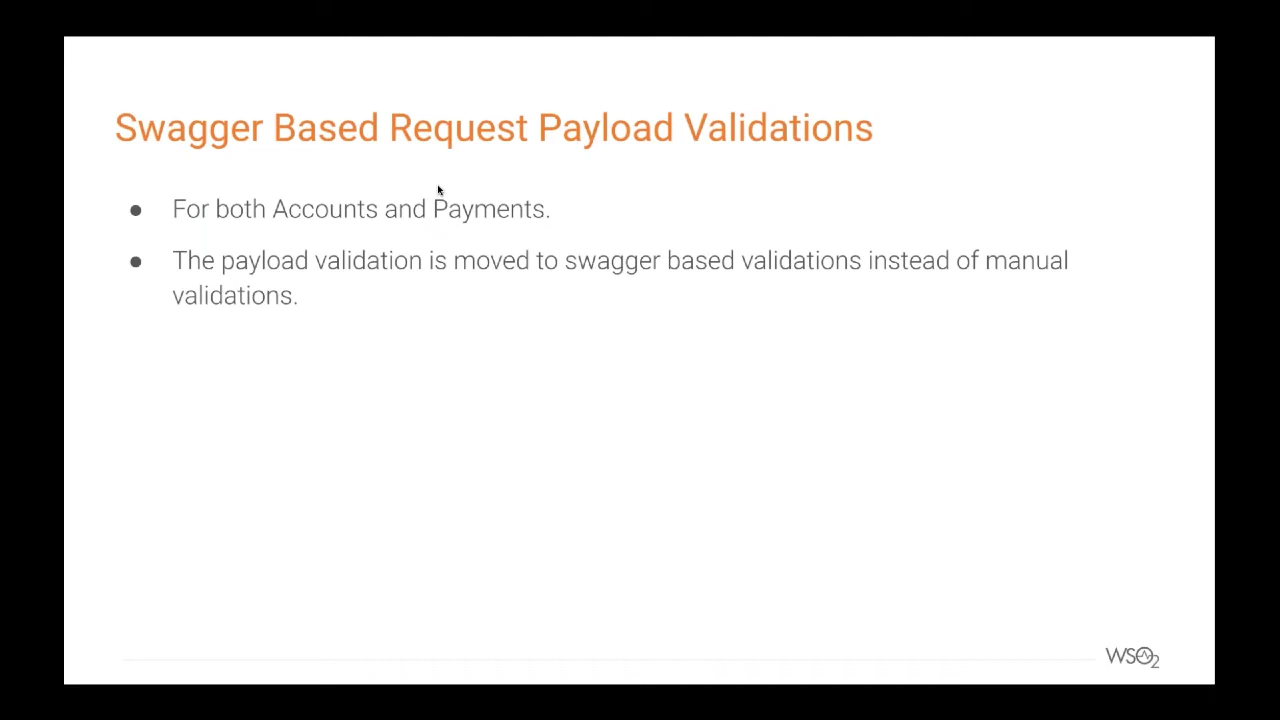 Swagger Based Request Payload Validations
● For both Accounts and Payments.
● The payload validation is moved to swagger based validations instead of manual
validations.
WSO2